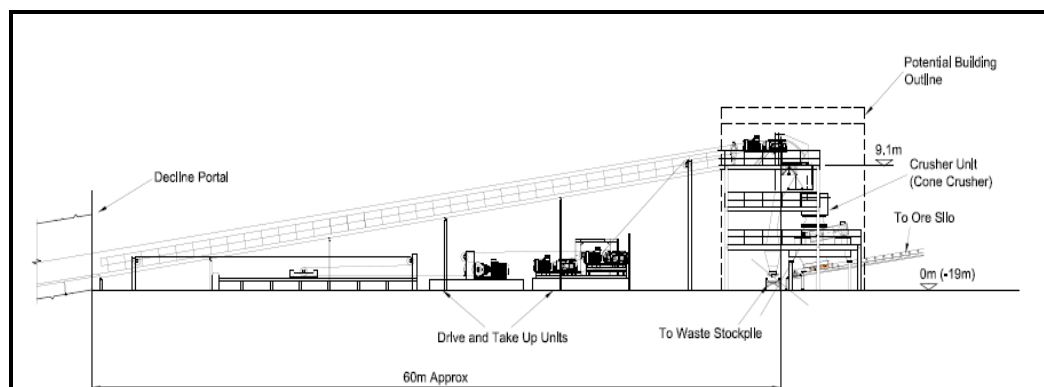 Potential Building
Outline
9,1m
Decline Portal
Crusher Unit
(Cone Crusher)
To Ore Silo
0m (-19m)
Drive and Take Up Units
To Waste Stockpile
60m Approx